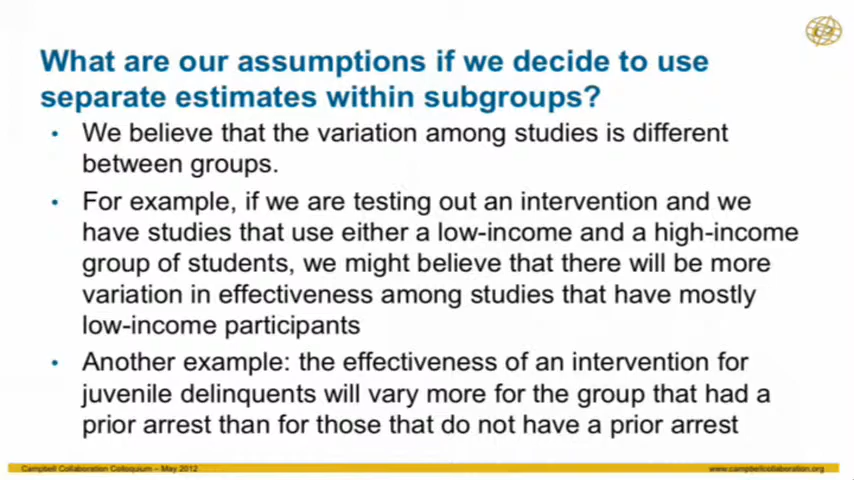 What are our assumptions if we decide to use
separate estimates within subgroups?
• We believe that the variation among studies is different
between groups.
• For example, if we are testing out an intervention and we
have studies that use either a low-income and a high-income
group of students, we might believe that there will be more
variation in effectiveness among studies that have mostly
low-income participants
• Another example: the effectiveness of an intervention for
juvenile delinquents will vary more for the group that had a
prior arrest than for those that do not have a prior arrest
Campbell Collaboration Colloquium – May 2012
www.campbellcollaboration.org